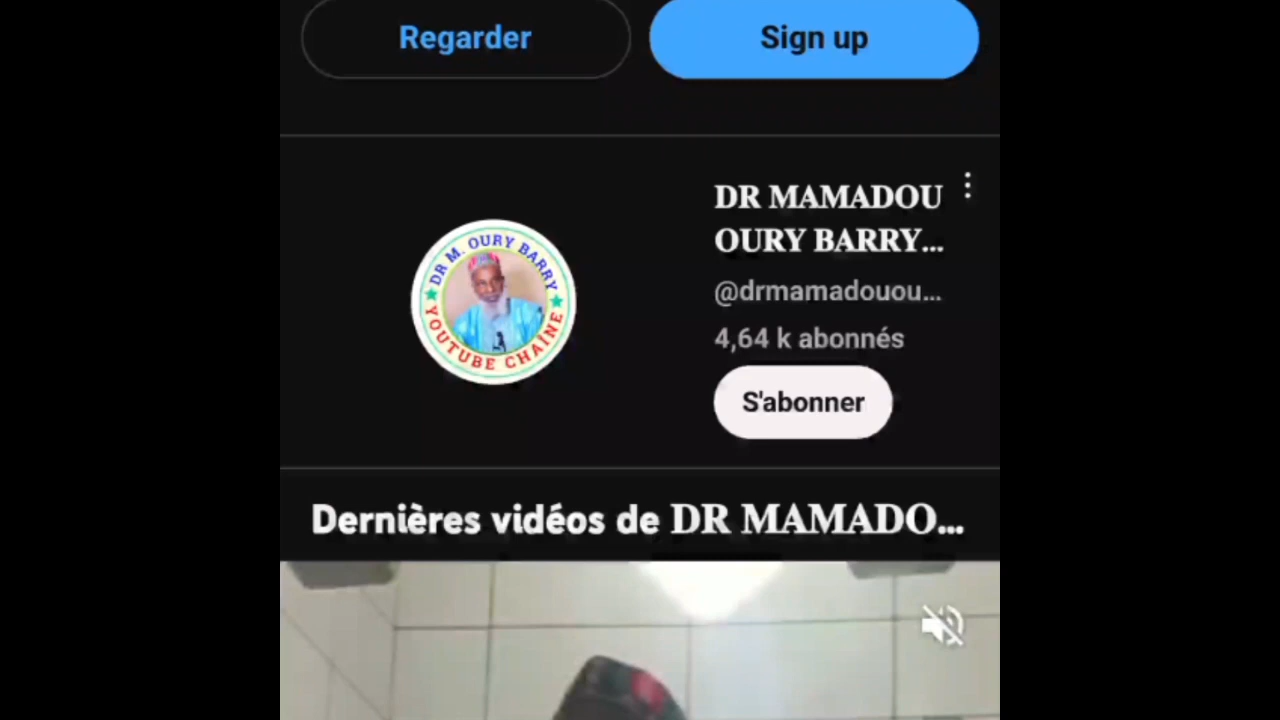 Regarder
Sign up
DR MAMADOU
OURY BARRY...
@drmamadouou...
4,64 k abonnés
S'abonner
DR M. OURY BARRY
YOUTUBE CHAÎNE
Dernières vidéos de DR MAMADO...